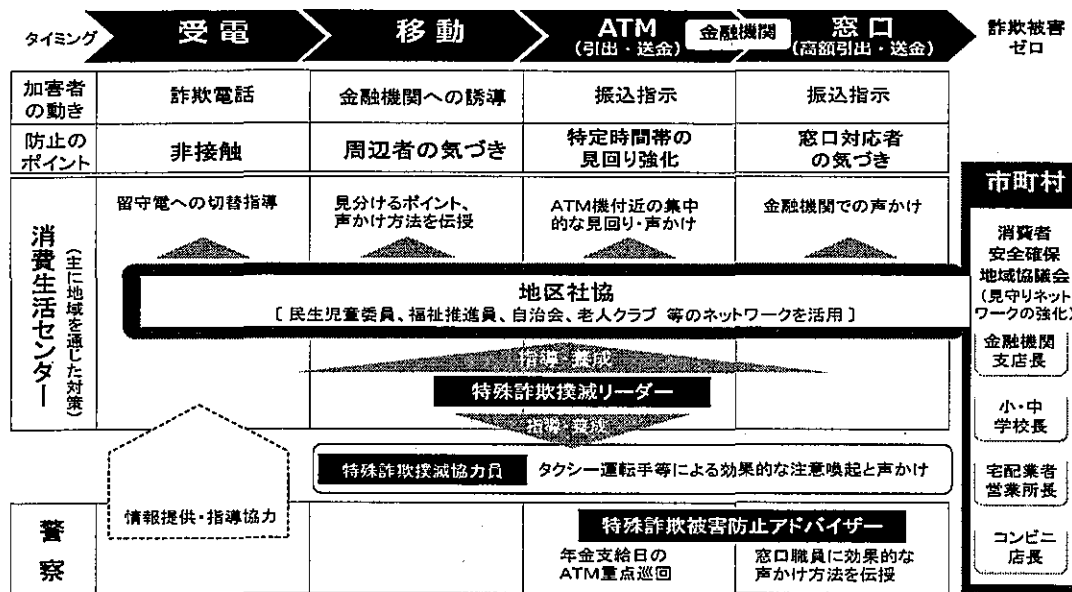 タイミング
受電
移動
ATM
(引出・送金)
金融機関
窓口
(高額引出・送金)
詐欺被害
ゼロ
加害者
の動き
詐欺電話
金融機関への誘導
振込指示
振込指示
防止の
ポイント
非接触
周辺者の気づき
特定時間帯の
見回り強化
窓口対応者
の気づき
消費生活センター
(主に地域を通じた対策)
留守電への切替指導
見分けるポイント、
声かけ方法を伝授
ATM機付近の集中
的な見回り・声かけ
金融機関での声かけ
地区社協
[ 民生児童委員、福祉推進員、自治会、老人クラブ 等のネットワークを活用 ]
指導・養成
特殊詐欺撲滅リーダー
指導・養成
特殊詐欺撲滅協力員
タクシー運転手等による効果的な注意喚起と声かけ
情報提供・指導協力
警察
特殊詐欺被害防止アドバイザー
年金支給日の
ATM重点巡回
窓口職員に効果的な
声かけ方法を伝授
市町村
消費者
安全確保
地域協議会
(見守りネット
ワークの強化)
金融機関
支店長
小・中
学校長
宅配業者
営業所長
コンビニ
店長